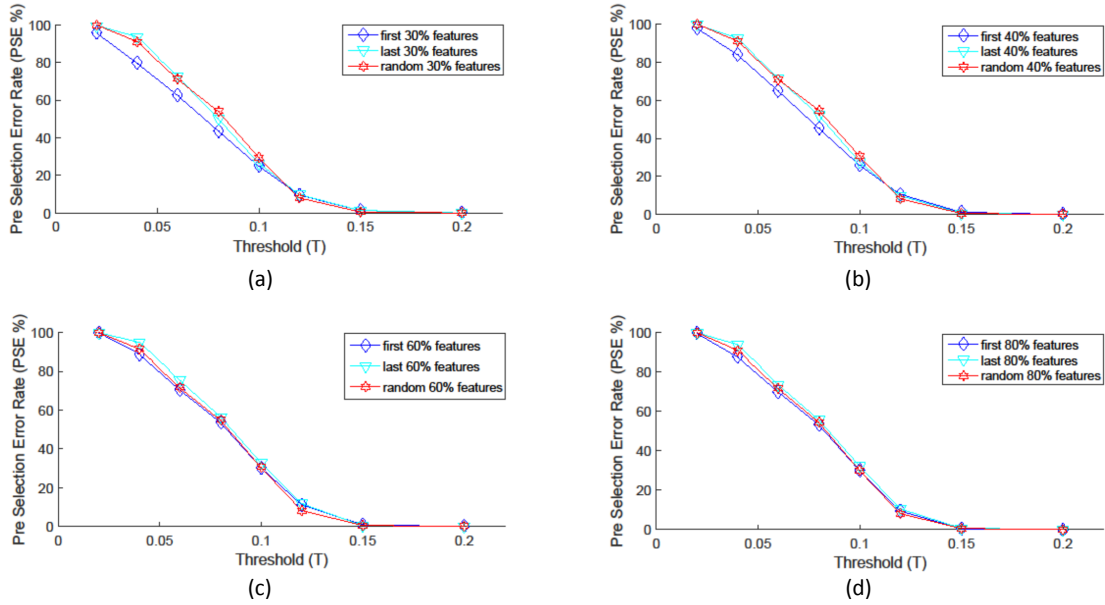 Pre Selection Error Rate (PSE %)
100
80
60
40
20
0
0
0.05
0.1
0.15
0.2
Threshold (T)
first 30% features
last 30% features
random 30% features
(a)
Pre Selection Error Rate (PSE %)
100
80
60
40
20
0
0
0.05
0.1
0.15
0.2
Threshold (T)
first 40% features
last 40% features
random 40% features
(b)
Pre Selection Error Rate (PSE %)
100
80
60
40
20
0
0
0.05
0.1
0.15
0.2
Threshold (T)
first 60% features
last 60% features
random 60% features
(c)
Pre Selection Error Rate (PSE %)
100
80
60
40
20
0
0
0.05
0.1
0.15
0.2
Threshold (T)
first 80% features
last 80% features
random 80% features
(d)